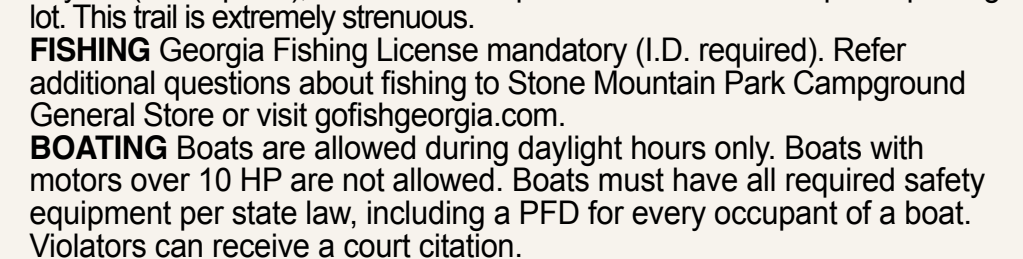 lot. This trail is extremely strenuous.
FISHING Georgia Fishing License mandatory (I.D. required). Refer
additional questions about fishing to Stone Mountain Park Campground
General Store or visit gofishgeorgia.com.
BOATING Boats are allowed during daylight hours only. Boats with
motors over 10 HP are not allowed. Boats must have all required safety
equipment per state law, including a PFD for every occupant of a boat.
Violators can receive a court citation.